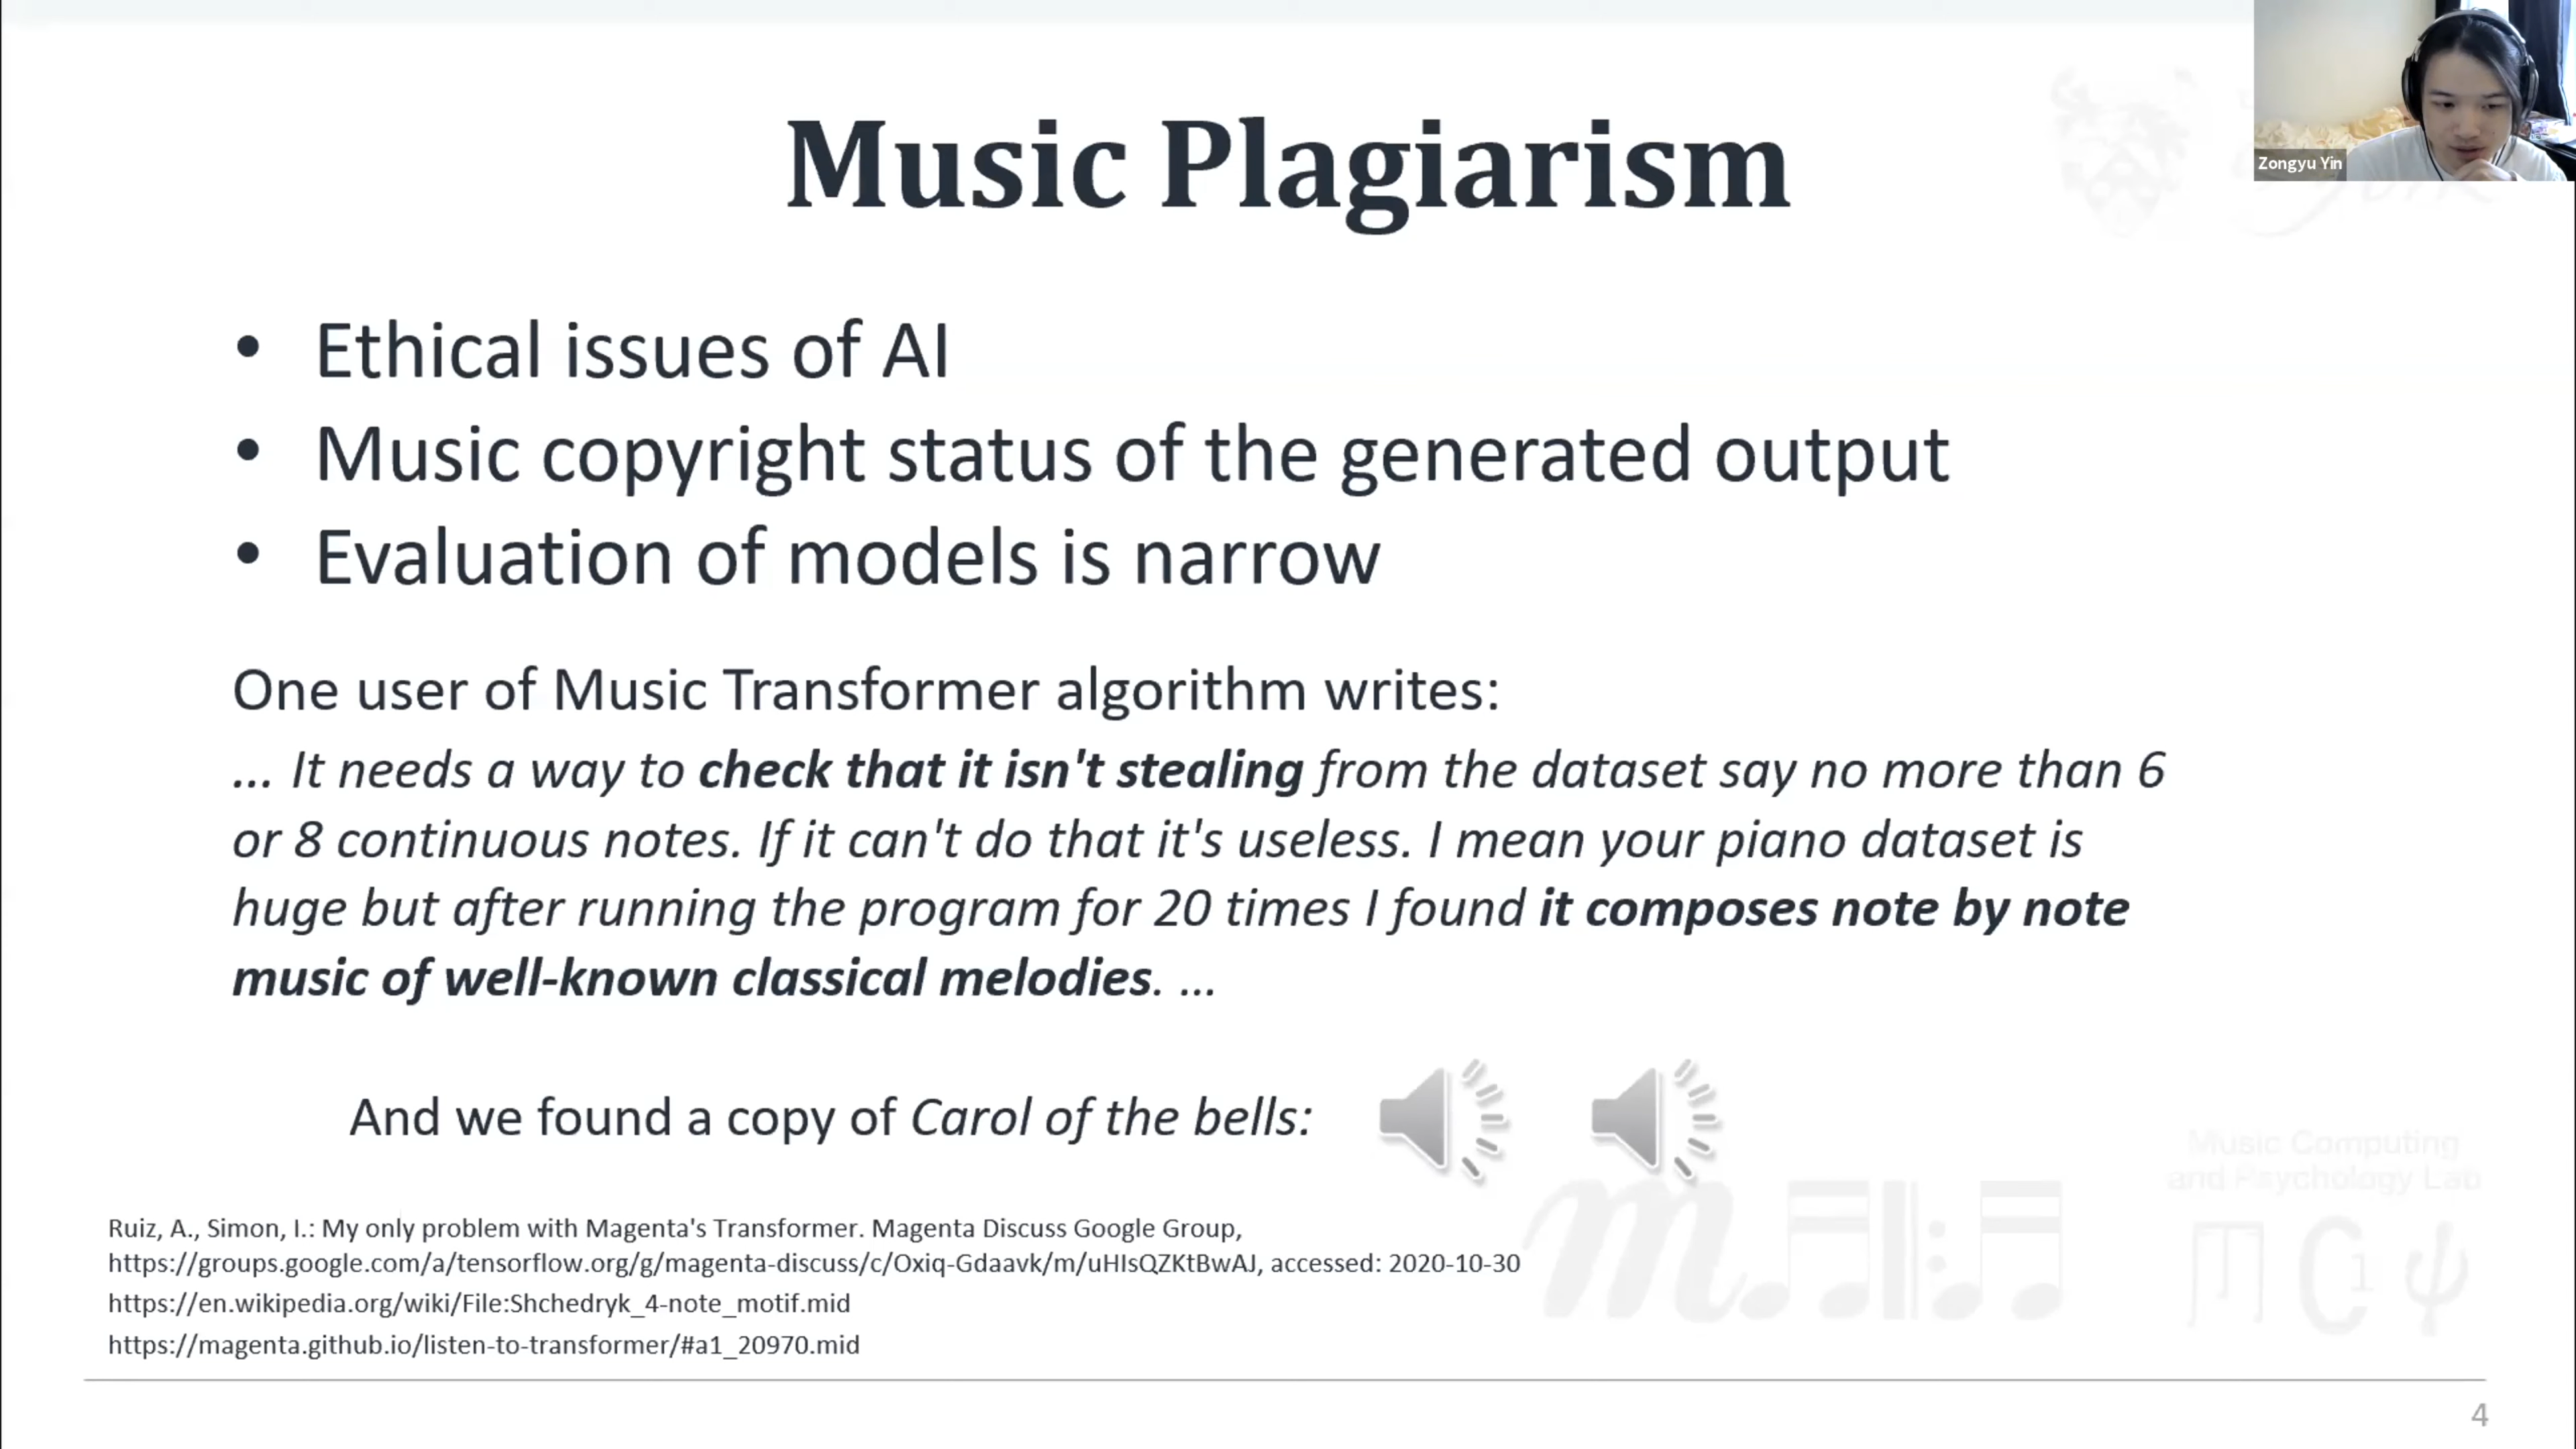 Music Plagiarism
Zongyu Yin
• Ethical issues of AI
• Music copyright status of the generated output
• Evaluation of models is narrow
One user of Music Transformer algorithm writes:
... It needs a way to check that it isn't stealing from the dataset say no more than 6
or 8 continuous notes. If it can't do that it's useless. I mean your piano dataset is
huge but after running the program for 20 times I found it composes note by note
music of well-known classical melodies. ...
And we found a copy of Carol of the bells:
Music Computing
and Psychology Lab
Ruiz, A., Simon, I.: My only problem with Magenta's Transformer. Magenta Discuss Google Group,
https://groups.google.com/a/tensorflow.org/g/magenta-discuss/c/Oxiq-Gdaavk/m/uHIsQZKtBwAJ, accessed: 2020-10-30
https://en.wikipedia.org/wiki/File:Shchedryk_4-note_motif.mid
https://magenta.github.io/listen-to-transformer/#a1_20970.mid
4